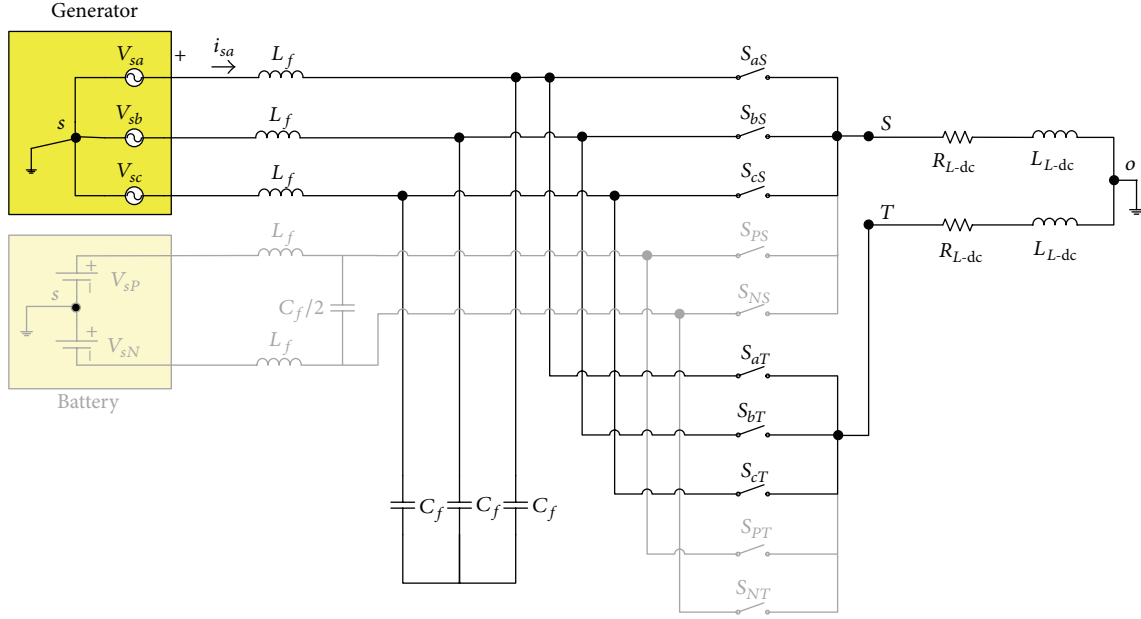 Generator
V_sa
+
i_sa
L_f
S_aS
V_sb
s
L_f
S_bS
S
R_L-dc
L_L-dc
V_sc
L_f
S_cS
o
T
R_L-dc
L_L-dc
L_f
S_PS
+
V_sP
s
C_f/2
S_NS
+
V_sN
L_f
S_aT
Battery
S_bT
S_cT
C_f
C_f
C_f
S_PT
S_NT